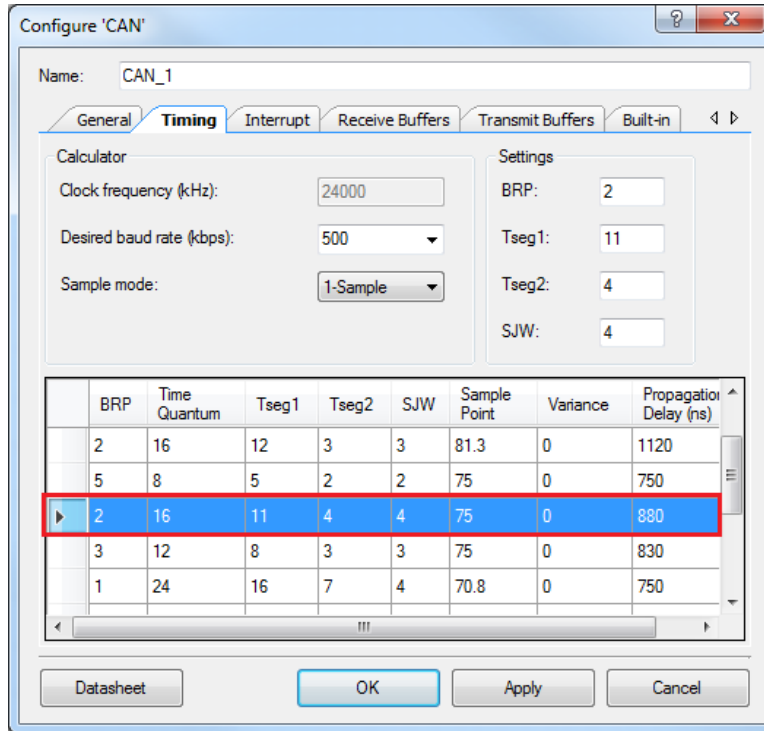 Configure 'CAN'
Name: CAN_1
General Timing Interrupt Receive Buffers Transmit Buffers Built-in
Calculator
Clock frequency (kHz): 24000
Desired baud rate (kbps): 500
Sample mode: 1-Sample
Settings
BRP: 2
Tseg1: 11
Tseg2: 4
SJW: 4
BRP Time Quantum Tseg1 Tseg2 SJW Sample Point Variance Propagation Delay (ns)
2 16 12 3 3 81.3 0 1120
5 8 5 2 2 75 0 750
2 16 11 4 4 75 0 880
3 12 8 3 3 75 0 830
1 24 16 7 4 70.8 0 750
Datasheet OK Apply Cancel